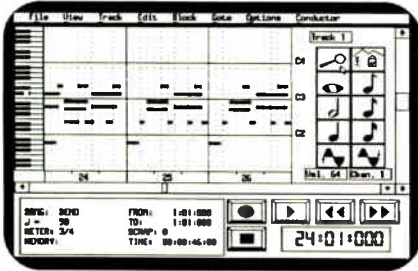 File View Track Edit Block Goto Options Conductor
Track 1
C4
C3
C2
24 25 26
Vel. 64 Chan. 1
SONG: DEMO FROM: 1:01:000
♩ = 90 TO: 1:01:000
METER: 3/4 SCRAP: 0
MEMORY: TIME: 00:00:46:00
24:01:000